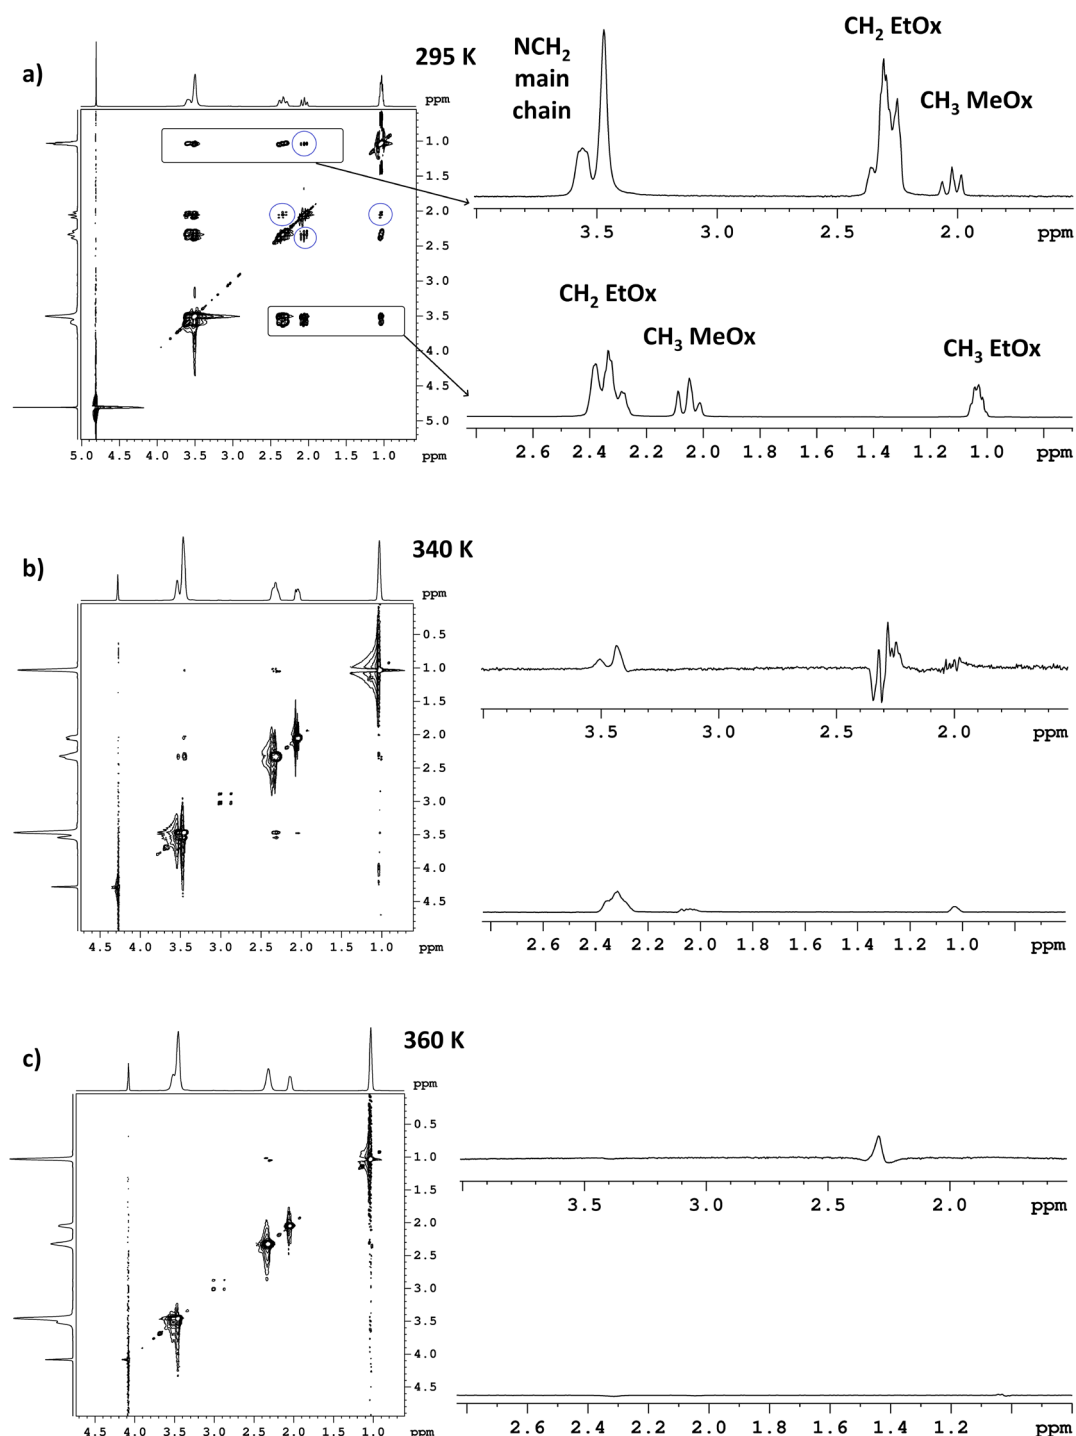 a)
295 K
ppm
1.0
1.5
2.0
2.5
3.0
3.5
4.0
4.5
5.0
5.0 4.5 4.0 3.5 3.0 2.5 2.0 1.5 1.0 ppm
NCH2
main
chain
CH2 EtOx
CH3 MeOx
3.5 3.0 2.5 2.0 ppm
CH2 EtOx
CH3 MeOx
CH3 EtOx
2.6 2.4 2.2 2.0 1.8 1.6 1.4 1.2 1.0 ppm
b)
340 K
ppm
0.5
1.0
1.5
2.0
2.5
3.0
3.5
4.0
4.5
4.5 4.0 3.5 3.0 2.5 2.0 1.5 1.0 ppm
3.5 3.0 2.5 2.0 ppm
2.6 2.4 2.2 2.0 1.8 1.6 1.4 1.2 1.0 ppm
c)
360 K
ppm
0.5
1.0
1.5
2.0
2.5
3.0
3.5
4.0
4.5
4.5 4.0 3.5 3.0 2.5 2.0 1.5 1.0 ppm
3.5 3.0 2.5 2.0 ppm
2.6 2.4 2.2 2.0 1.8 1.6 1.4 1.2 ppm